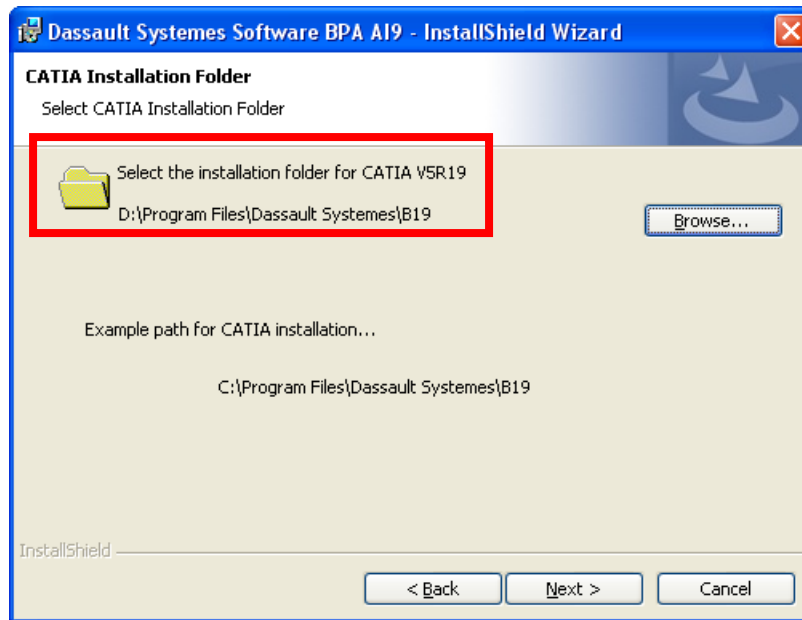 Dassault Systemes Software BPA AI9 - InstallShield Wizard
CATIA Installation Folder
Select CATIA Installation Folder
Select the installation folder for CATIA V5R19
D:\Program Files\Dassault Systemes\B19
Browse...
Example path for CATIA installation...
C:\Program Files\Dassault Systemes\B19
InstallShield
< Back
Next >
Cancel